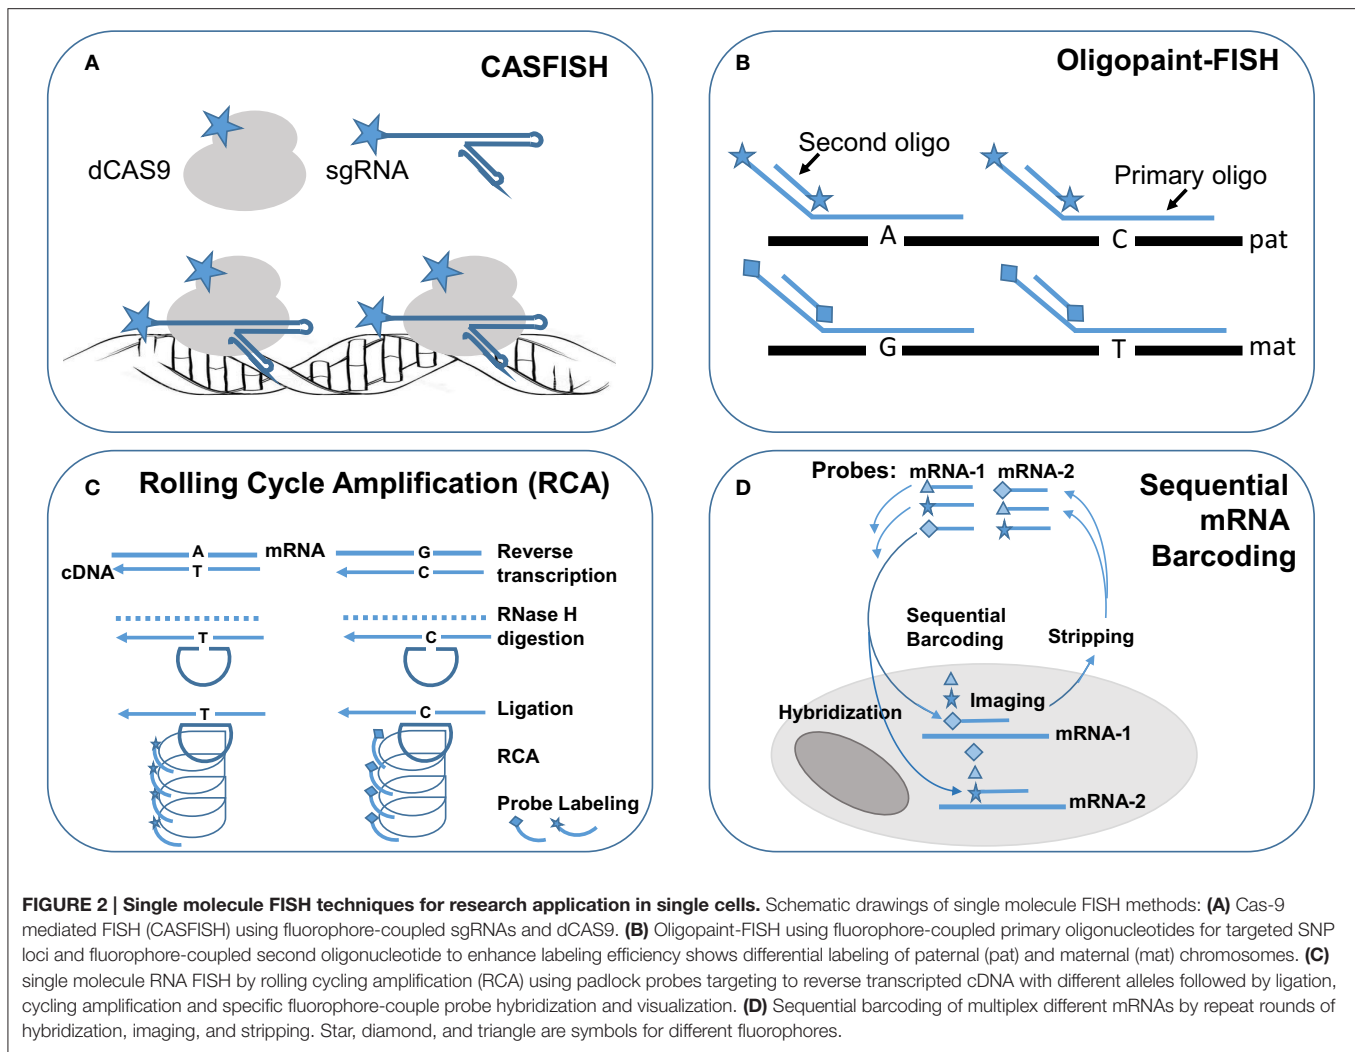 A
CASFISH
dCAS9
sgRNA
B
Oligopaint-FISH
Second oligo
Primary oligo
A
C
pat
G
T
mat
C
Rolling Cycle Amplification (RCA)
A
mRNA
G
Reverse
transcription
cDNA
T
C
RNase H
digestion
T
C
Ligation
T
C
RCA
Probe Labeling
D
Probes:
mRNA-1
mRNA-2
Sequential
mRNA
Barcoding
Sequential
Barcoding
Stripping
Imaging
Hybridization
mRNA-1
mRNA-2
FIGURE 2 | Single molecule FISH techniques for research application in single cells. Schematic drawings of single molecule FISH methods: (A) Cas-9
mediated FISH (CASFISH) using fluorophore-coupled sgRNAs and dCAS9. (B) Oligopaint-FISH using fluorophore-coupled primary oligonucleotides for targeted SNP
loci and fluorophore-coupled second oligonucleotide to enhance labeling efficiency shows differential labeling of paternal (pat) and maternal (mat) chromosomes. (C)
single molecule RNA FISH by rolling cycling amplification (RCA) using padlock probes targeting to reverse transcripted cDNA with different alleles followed by ligation,
cycling amplification and specific fluorophore-couple probe hybridization and visualization. (D) Sequential barcoding of multiplex different mRNAs by repeat rounds of
hybridization, imaging, and stripping. Star, diamond, and triangle are symbols for different fluorophores.